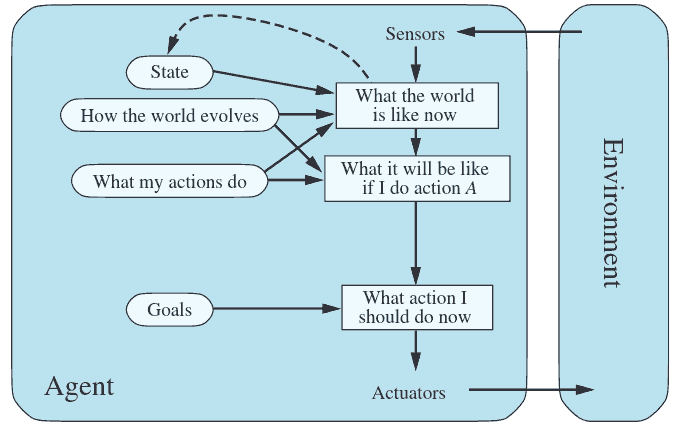 Sensors
State
What the world
is like now
How the world evolves
What it will be like
if I do action A
What my actions do
Environment
What action I
should do now
Goals
Agent
Actuators